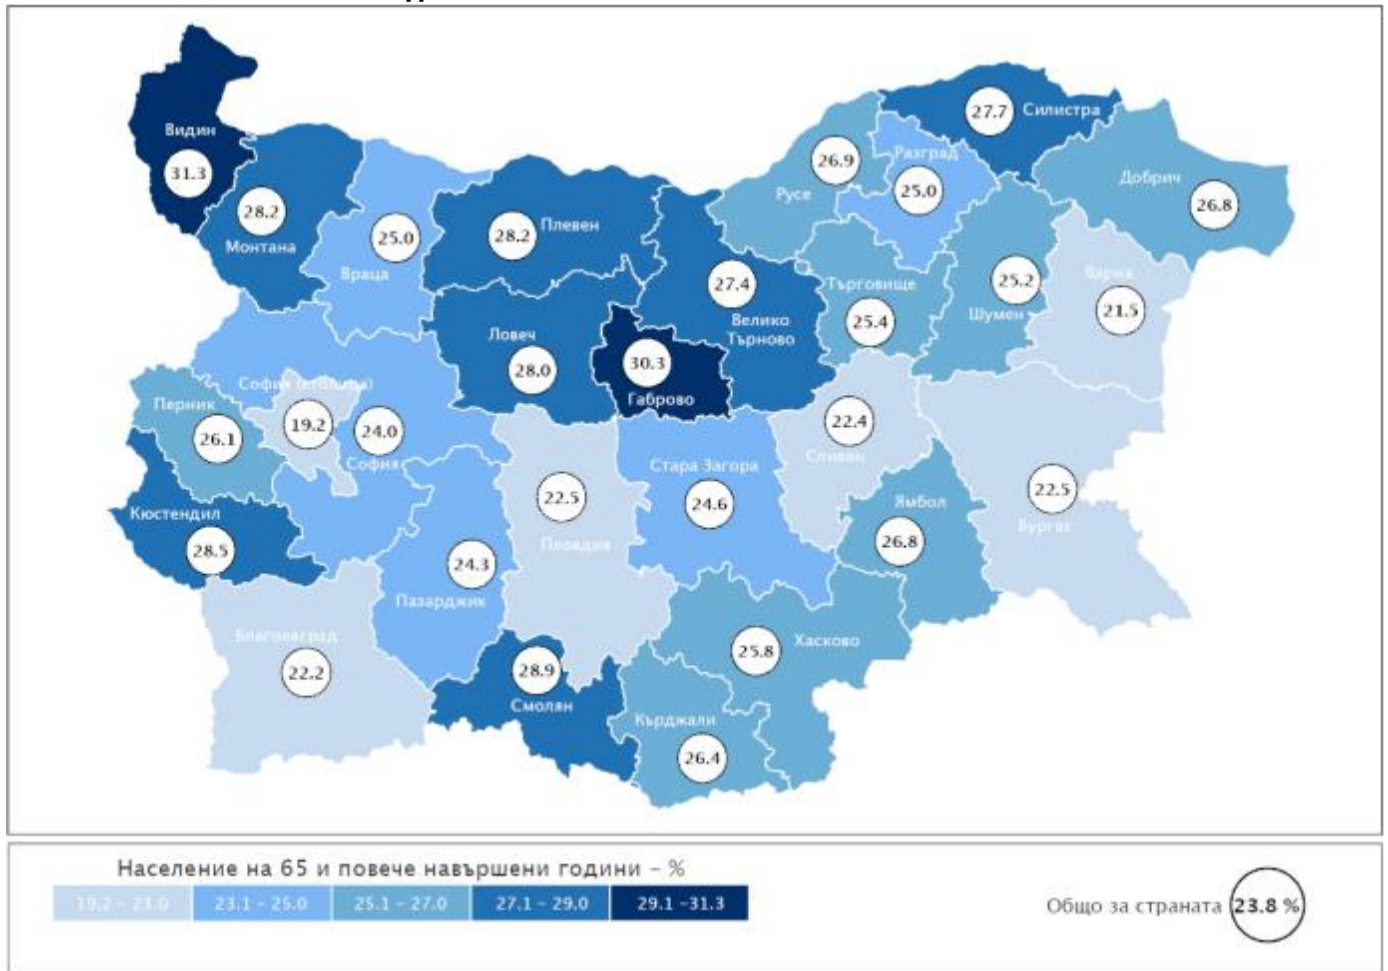 Видин
31.3
28.2
Монтана
25.0
Враца
28.2
Плевен
27.4
Велико
Търново
Ловеч
28.0
30.3
Габрово
26.9
Русе
Разград
25.0
27.7
Силистра
Добрич
26.8
Търговище
25.4
25.2
Шумен
Варна
21.5
София (столица)
19.2
24.0
София
Перник
26.1
Кюстендил
28.5
Благоевград
22.2
24.3
Пазарджик
22.5
Пловдив
Стара Загора
24.6
22.4
Сливен
Ямбол
26.8
22.5
Бургас
28.9
Смолян
25.8
Хасково
Кърджали
26.4
Население на 65 и повече навършени години – %
19.2 – 23.0
23.1 – 25.0
25.1 – 27.0
27.1 – 29.0
29.1 –31.3
Общо за страната 23.8 %